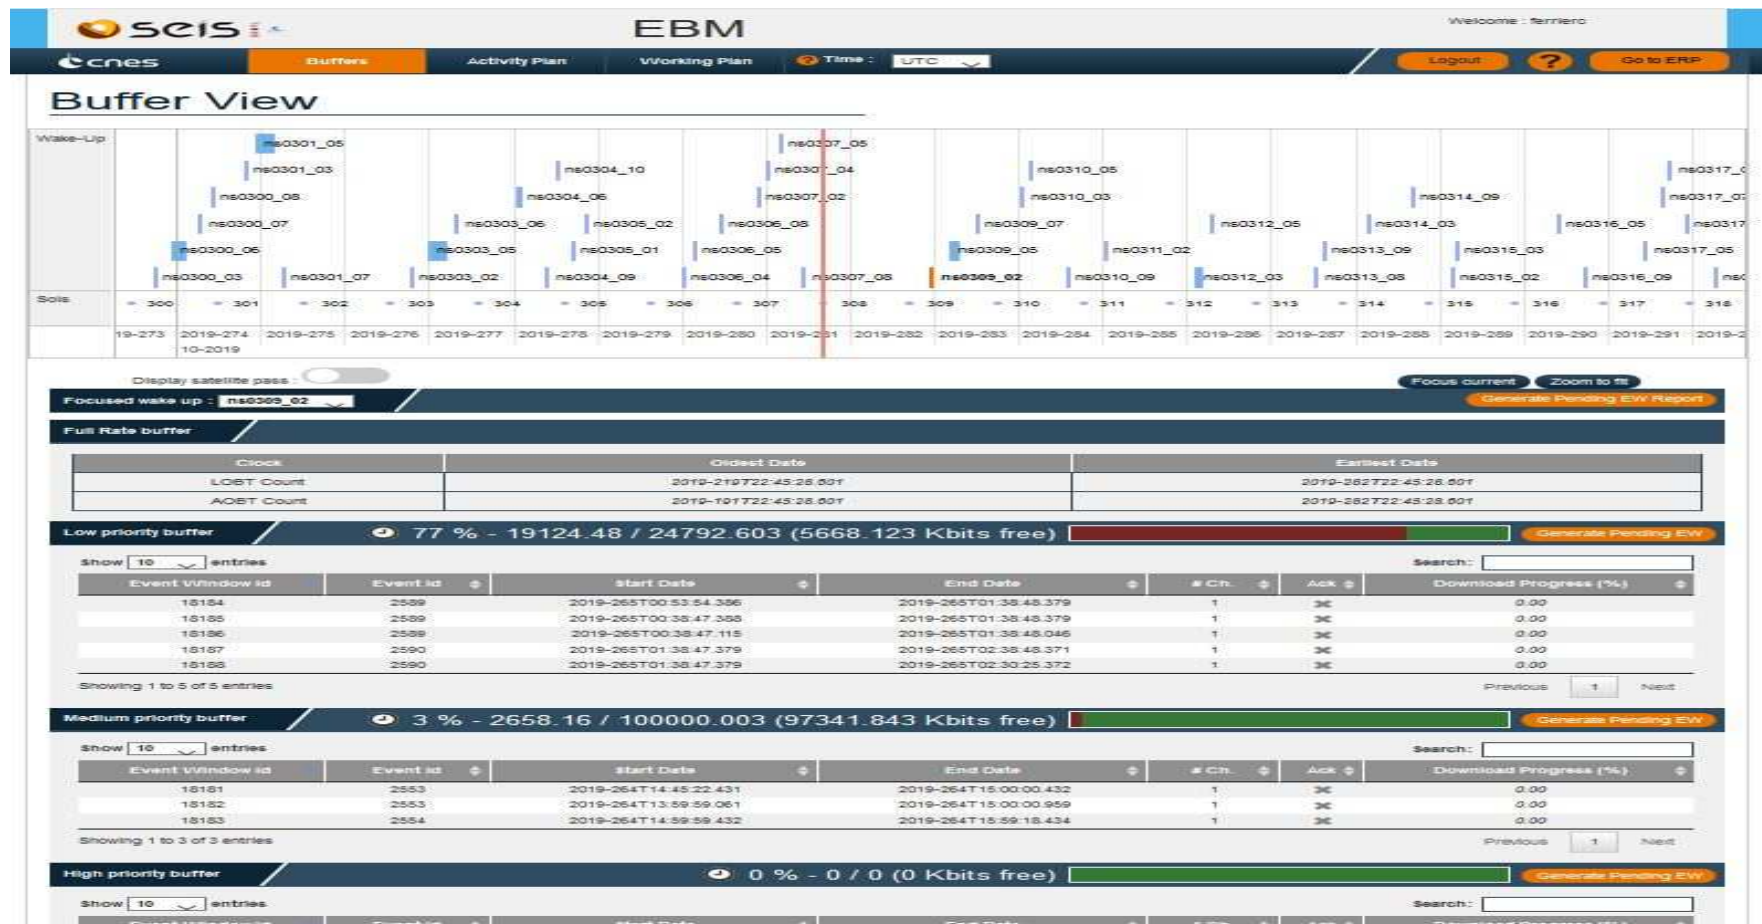 seis EBM Welcome : ferriero
cnes Buffers Activity Plan Working Plan ? Time : UTC Logout ? Go to ERP
Buffer View
Wake-Up ns0301_05 ns0307_05
ns0301_03 ns0304_10 ns0307_04 ns0310_05
ns0300_08 ns0304_06 ns0307_02 ns0310_03 ns0314_09 ns0317_07
ns0300_07 ns0303_06 ns0305_02 ns0306_08 ns0309_07 ns0312_05 ns0314_03 ns0316_05 ns0317
ns0300_06 ns0303_05 ns0305_01 ns0306_05 ns0309_05 ns0311_02 ns0313_09 ns0315_03 ns0317_05
ns0300_03 ns0301_07 ns0303_02 ns0304_09 ns0306_04 ns0307_08 ns0309_02 ns0310_09 ns0312_03 ns0313_08 ns0315_02 ns0316_09
Sols 300 301 302 303 304 305 306 307 308 309 310 311 312 313 314 315 316 317 318
19-273 2019-274 2019-275 2019-276 2019-277 2019-278 2019-279 2019-280 2019-281 2019-282 2019-283 2019-284 2019-285 2019-286 2019-287 2019-288 2019-289 2019-290 2019-291 2019-2
10-2019
Display satellite pass : Focus current Zoom to fit
Focused wake up : ns0309_02 Generate Pending EW Report
Full Rate buffer
Clock Oldest Date Earliest Date
LOBT Count 2019-219T22:45:28.601 2019-282T22:45:28.601
AOBT Count 2019-191T22:45:28.601 2019-282T22:45:28.601
Low priority buffer 77 % - 19124.48 / 24792.603 (5668.123 Kbits free) Generate Pending EW
Show 10 entries Search:
Event Window Id Event Id Start Date End Date # Ch. Ack Download Progress (%)
18184 2589 2019-265T00:53:54.386 2019-265T01:38:48.379 1 0.00
18185 2589 2019-265T00:38:47.388 2019-265T01:38:48.379 1 0.00
18186 2589 2019-265T00:38:47.115 2019-265T01:38:48.046 1 0.00
18187 2590 2019-265T01:38:47.379 2019-265T02:38:48.371 1 0.00
18188 2590 2019-265T01:38:47.379 2019-265T02:30:25.372 1 0.00
Showing 1 to 5 of 5 entries Previous 1 Next
Medium priority buffer 3 % - 2658.16 / 100000.003 (97341.843 Kbits free) Generate Pending EW
Show 10 entries Search:
Event Window Id Event Id Start Date End Date # Ch. Ack Download Progress (%)
18181 2553 2019-264T14:45:22.431 2019-264T15:00:00.432 1 0.00
18182 2553 2019-264T13:59:59.061 2019-264T15:00:00.959 1 0.00
18183 2554 2019-264T14:59:59.432 2019-264T15:59:18.434 1 0.00
Showing 1 to 3 of 3 entries Previous 1 Next
High priority buffer 0 % - 0 / 0 (0 Kbits free) Generate Pending EW
Show 10 entries Search: